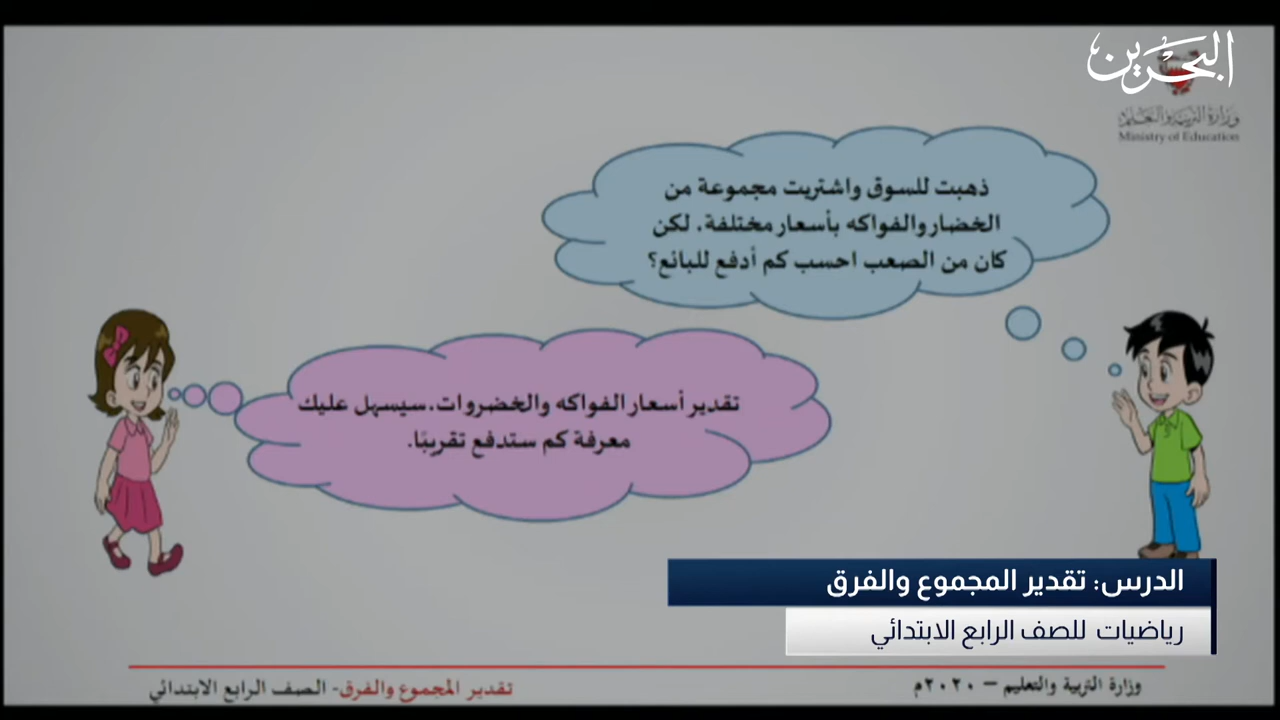 البحرين
وزارة التربية والتعليم
Ministry of Education
ذهبت للسوق واشتريت مجموعة من
الخضار والفواكه بأسعار مختلفة. لكن
كان من الصعب احسب كم أدفع للبائع؟
تقدير أسعار الفواكه والخضروات.سيسهل عليك
معرفة كم ستدفع تقريبًا.
الدرس: تقدير المجموع والفرق
رياضيات للصف الرابع الابتدائي
وزارة التربية والتعليم – ٢٠٢٠م
تقدير المجموع والفرق- الصف الرابع الابتدائي